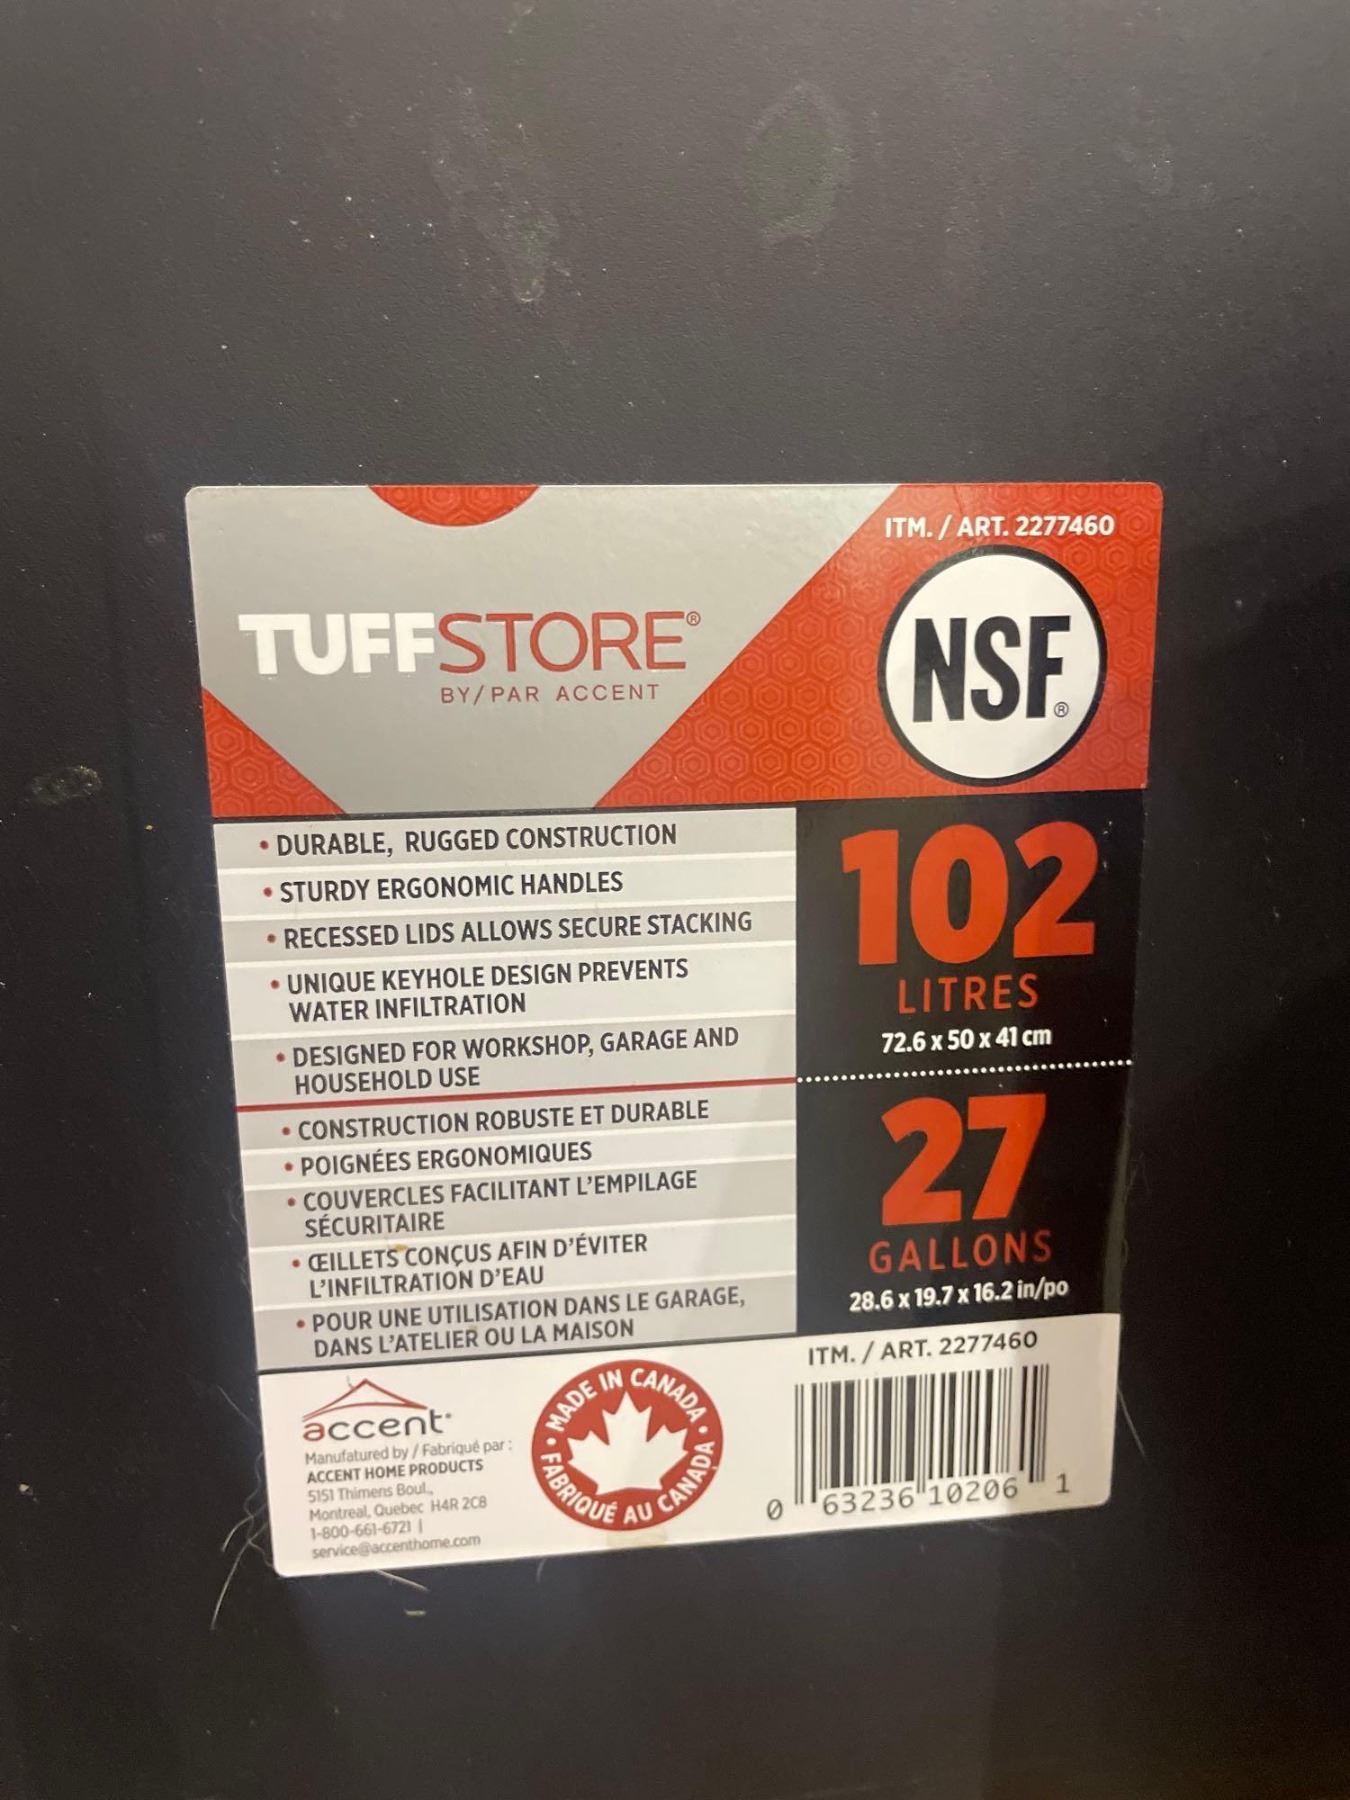 ITM. / ART. 2277460
NSF®
TUFFSTORE®
BY/PAR ACCENT
• DURABLE, RUGGED CONSTRUCTION
• STURDY ERGONOMIC HANDLES
• RECESSED LIDS ALLOWS SECURE STACKING
• UNIQUE KEYHOLE DESIGN PREVENTS
WATER INFILTRATION
• DESIGNED FOR WORKSHOP, GARAGE AND
HOUSEHOLD USE
• CONSTRUCTION ROBUSTE ET DURABLE
• POIGNÉES ERGONOMIQUES
• COUVERCLES FACILITANT L'EMPILAGE
SÉCURITAIRE
• ŒILLETS CONÇUS AFIN D'ÉVITER
L'INFILTRATION D'EAU
• POUR UNE UTILISATION DANS LE GARAGE,
DANS L'ATELIER OU LA MAISON
102
LITRES
72.6 x 50 x 41 cm
27
GALLONS
28.6 x 19.7 x 16.2 in/po
accent
Manufatured by / Fabriqué par :
ACCENT HOME PRODUCTS
5151 Thimens Boul.,
Montreal, Quebec H4R 2C8
1-800-661-6721 |
service@accenthome.com
• MADE IN CANADA •
FABRIQUÉ AU CANADA
ITM. / ART. 2277460
0 63236 10206 1